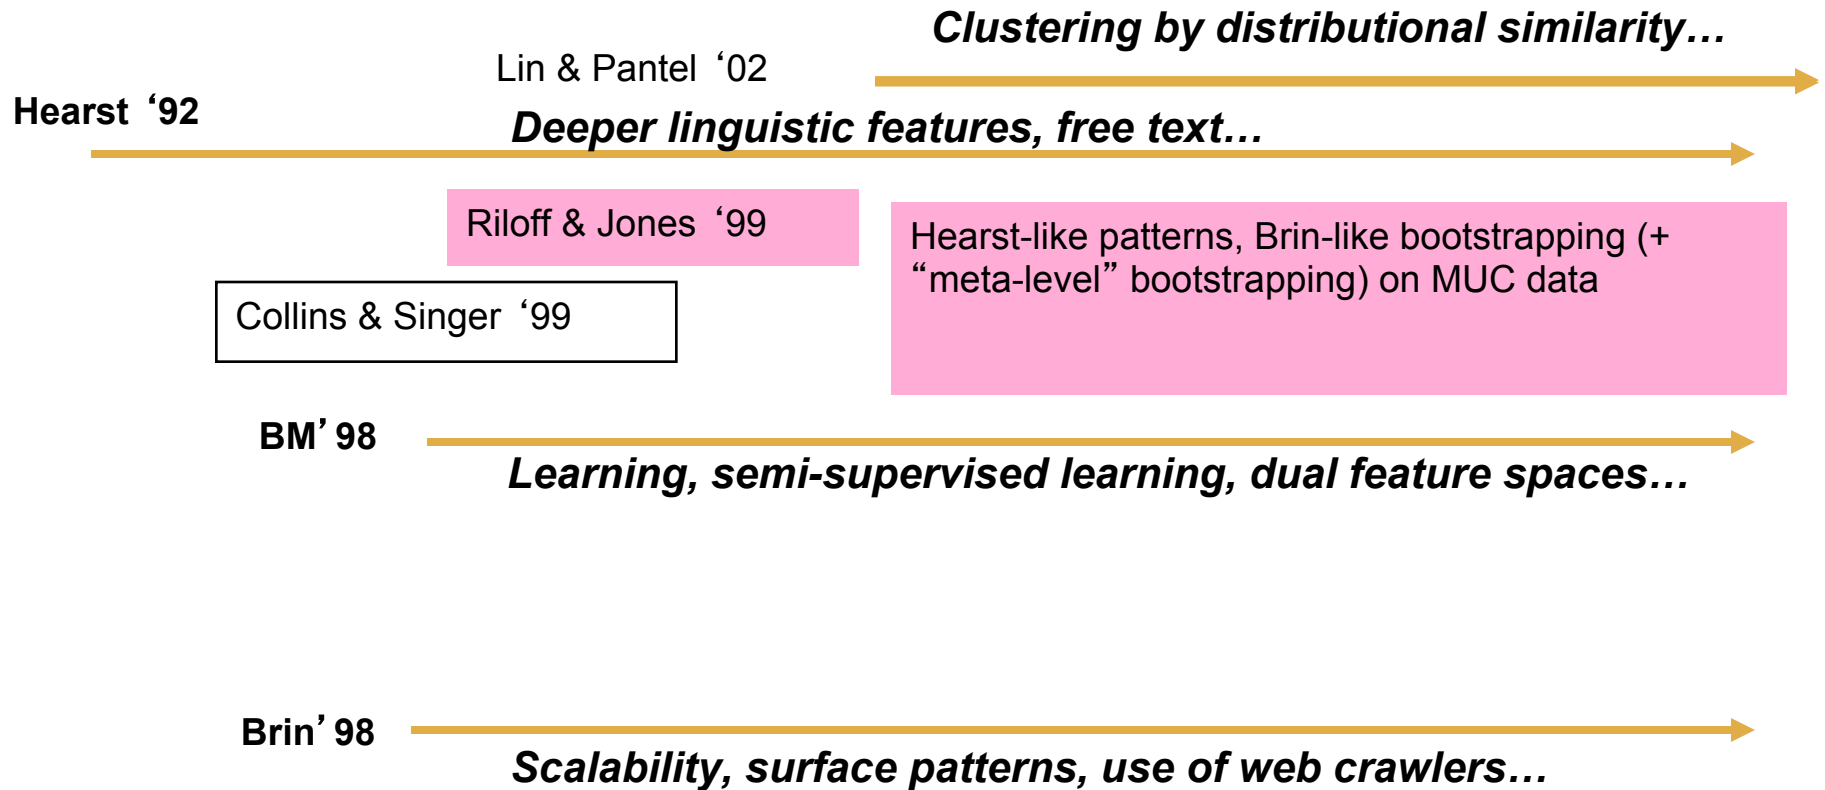 Clustering by distributional similarity…
Lin & Pantel ‘02
Hearst ‘92
Deeper linguistic features, free text…
Riloff & Jones ‘99
Hearst-like patterns, Brin-like bootstrapping (+
“meta-level” bootstrapping) on MUC data
Collins & Singer ‘99
BM’98
Learning, semi-supervised learning, dual feature spaces…
Brin’98
Scalability, surface patterns, use of web crawlers…